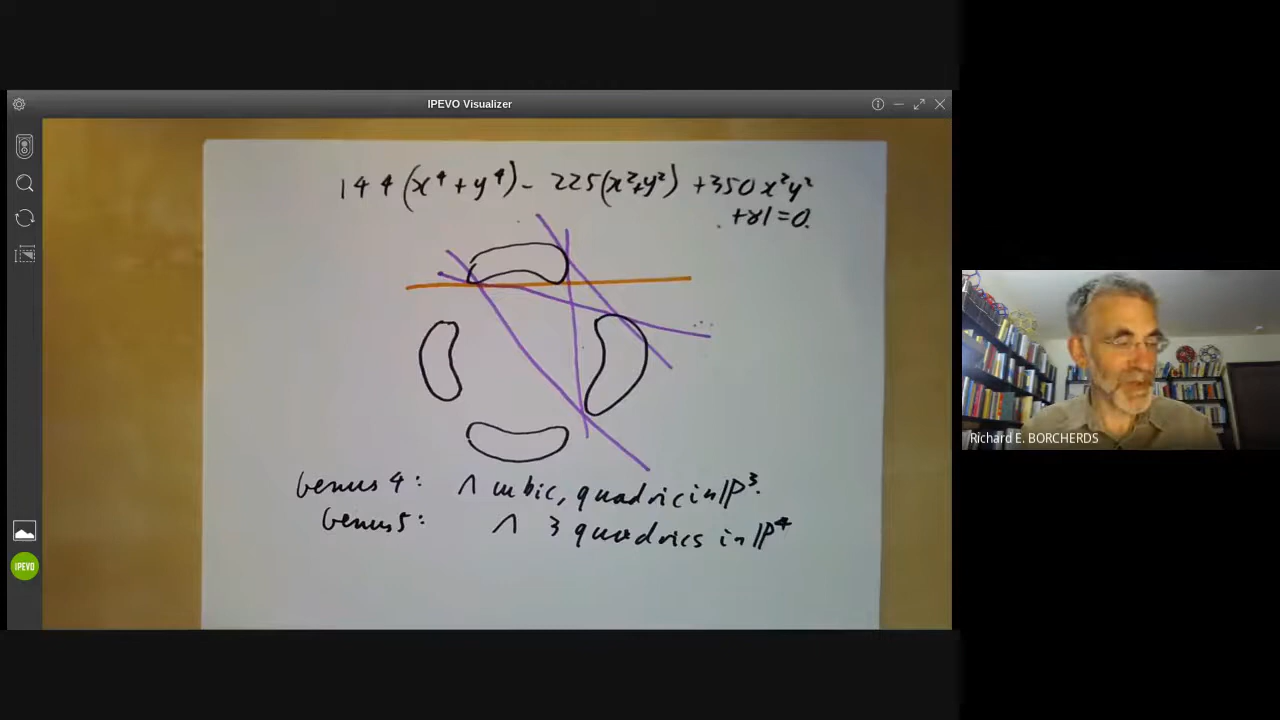 IPEVO Visualizer
144(x⁴ + y⁴) - 225(x²+y²) +350x²y²
+81=0.
Genus 4: ∩ cubic, quadric in ℙ³.
Genus 5: ∩ 3 quadrics in ℙ⁴
Richard E. BORCHERDS
IPEVO